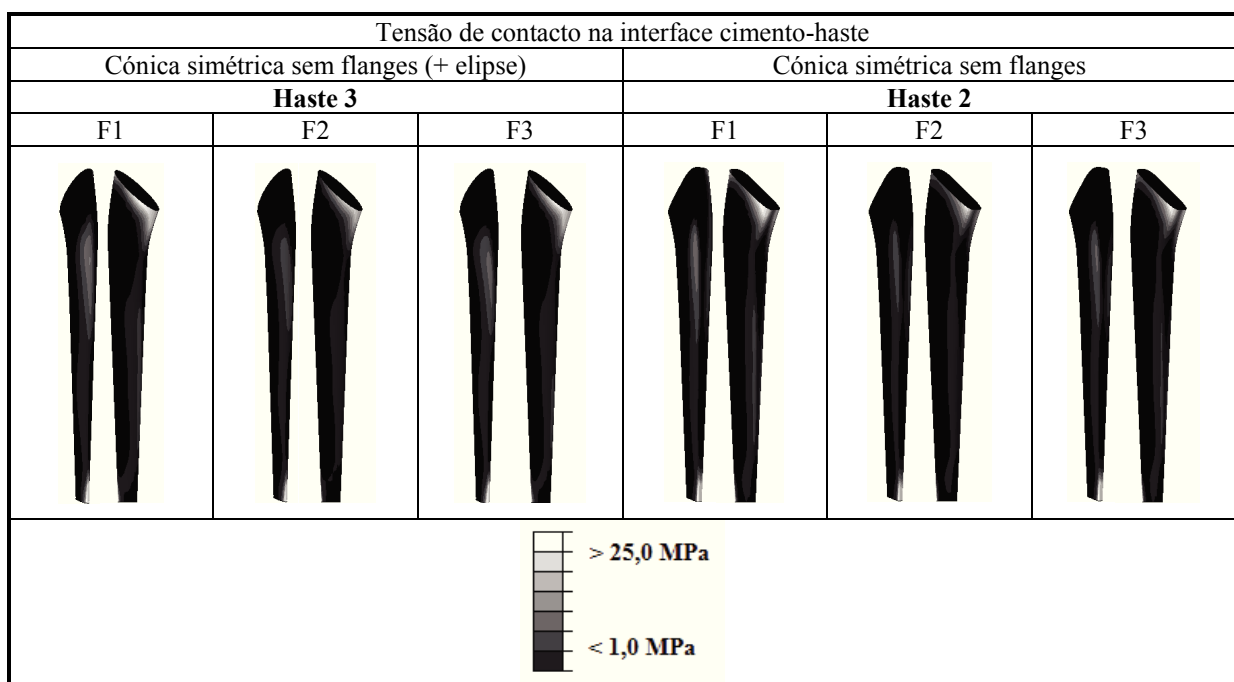 Tensão de contacto na interface cimento-haste
Cónica simétrica sem flanges (+ elipse) Cónica simétrica sem flanges
Haste 3 Haste 2
F1 F2 F3 F1 F2 F3
> 25,0 MPa
< 1,0 MPa